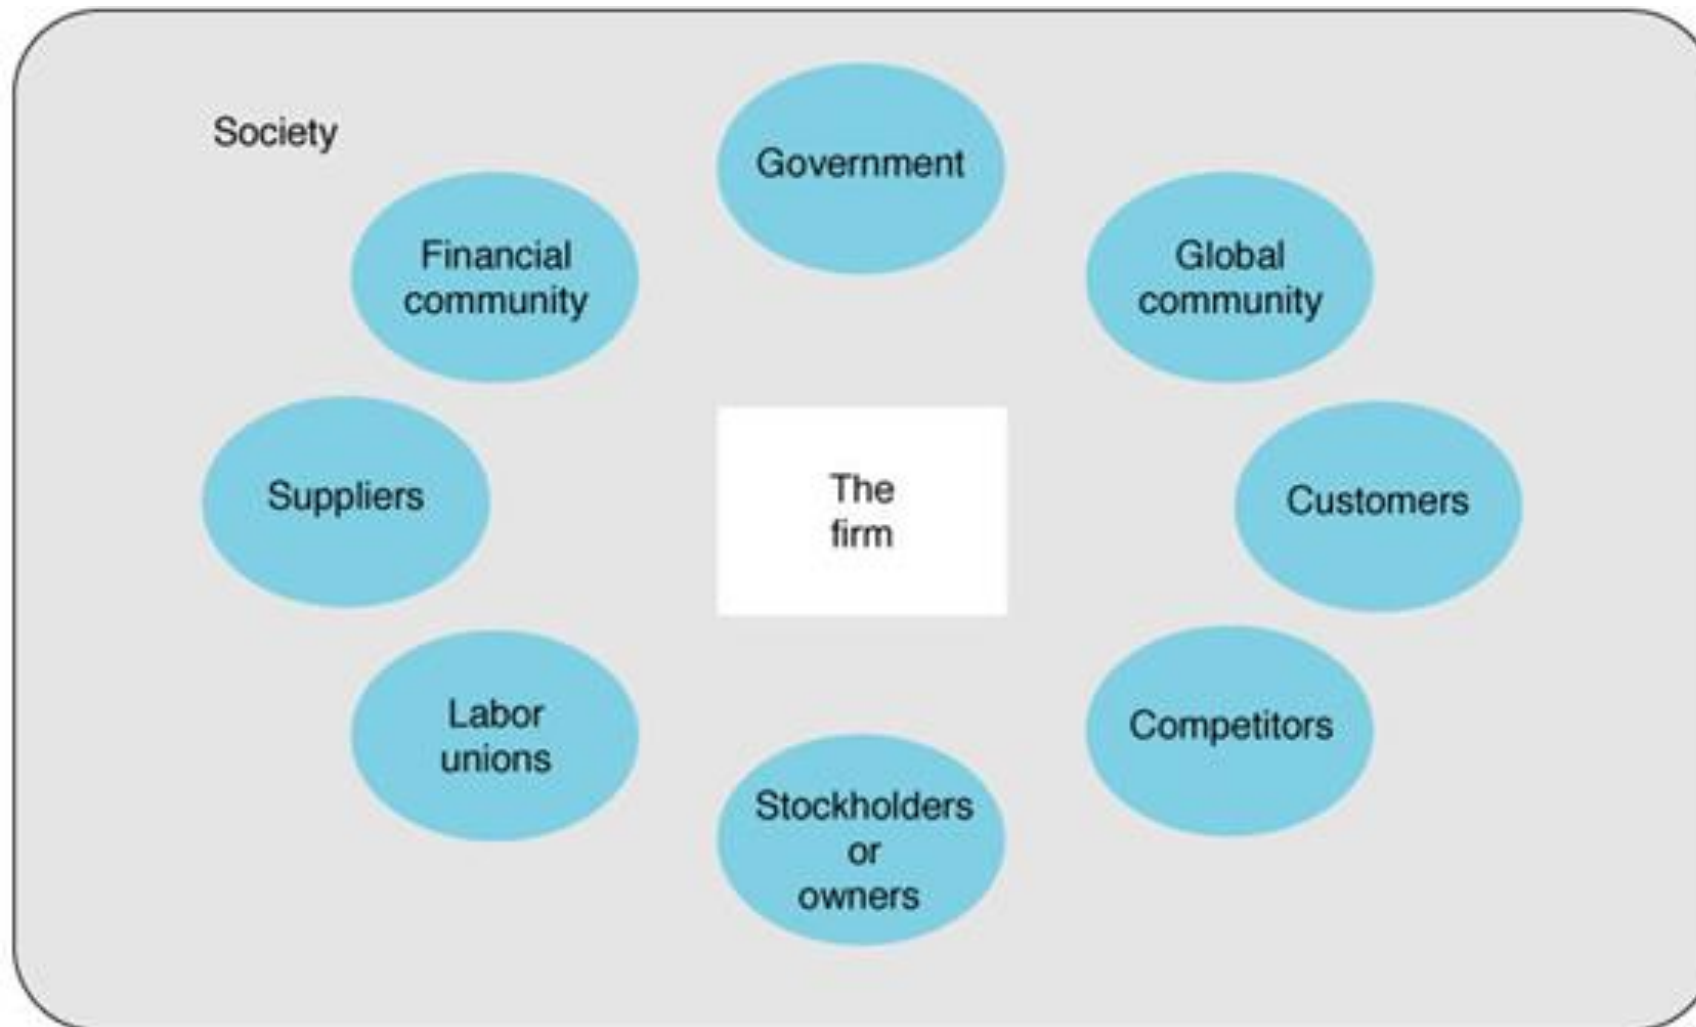 Society
Government
Financial
community
Global
community
Suppliers
The
firm
Customers
Labor
unions
Competitors
Stockholders
or
owners